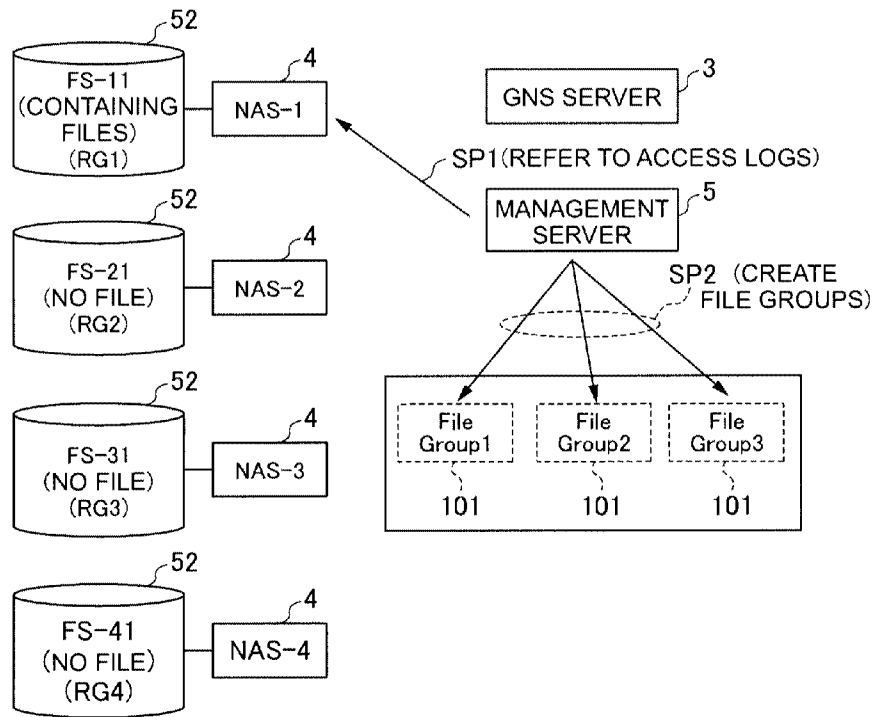 52
FS-11
(CONTAINING
FILES)
(RG1)
4
NAS-1
3
GNS SERVER
SP1(REFER TO ACCESS LOGS)
5
MANAGEMENT
SERVER
52
FS-21
(NO FILE)
(RG2)
4
NAS-2
SP2 (CREATE
FILE GROUPS)
52
FS-31
(NO FILE)
(RG3)
4
NAS-3
File
Group1
File
Group2
File
Group3
101
101
101
52
FS-41
(NO FILE)
(RG4)
4
NAS-4